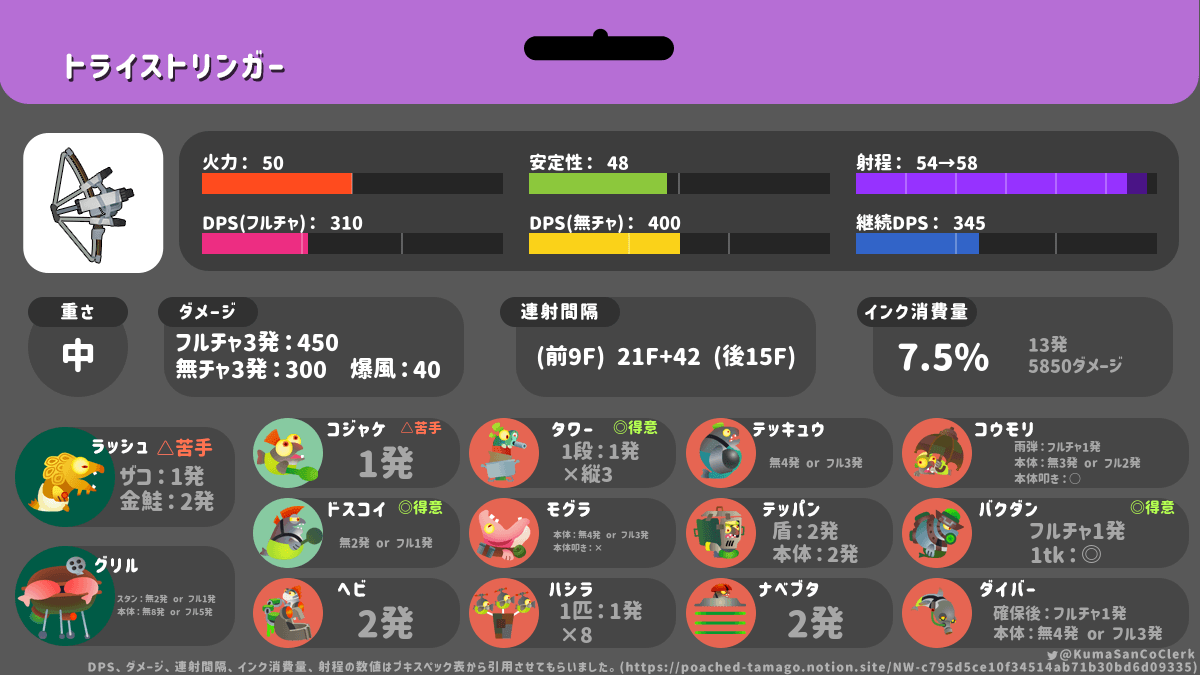 トライストリンガー
火力： 50
安定性： 48
射程： 54→58
DPS(フルチャ)： 310
DPS(無チャ)： 400
継続DPS： 345
重さ
中
ダメージ
フルチャ3発：450
無チャ3発：300　爆風：40
連射間隔
(前9F) 21F+42 (後15F)
インク消費量
7.5%
13発
5850ダメージ
ラッシュ △苦手
ザコ：1発
金鮭：2発
グリル
スタン：無2発 or フル1発
本体：無8発 or フル5発
コジャケ △苦手
1発
タワー ◎得意
1段：1発
×縦3
テッキュウ
無4発 or フル3発
コウモリ
雨弾：フルチャ1発
本体：無3発 or フル2発
本体叩き：○
ドスコイ ◎得意
無2発 or フル1発
モグラ
本体：無4発 or フル3発
本体叩き：×
テッパン
盾：2発
本体：2発
バクダン ◎得意
フルチャ1発
1tk：◎
ヘビ
2発
ハシラ
1匹：1発
×8
ナベブタ
2発
ダイバー
確保後：フルチャ1発
本体：無4発 or フル3発
@KumaSanCoClerk
DPS、ダメージ、連射間隔、インク消費量、射程の数値はブキスペック表から引用させてもらいました。(https://poached-tamago.notion.site/NW-c795d5ce10f34514ab71b30bd6d09335)